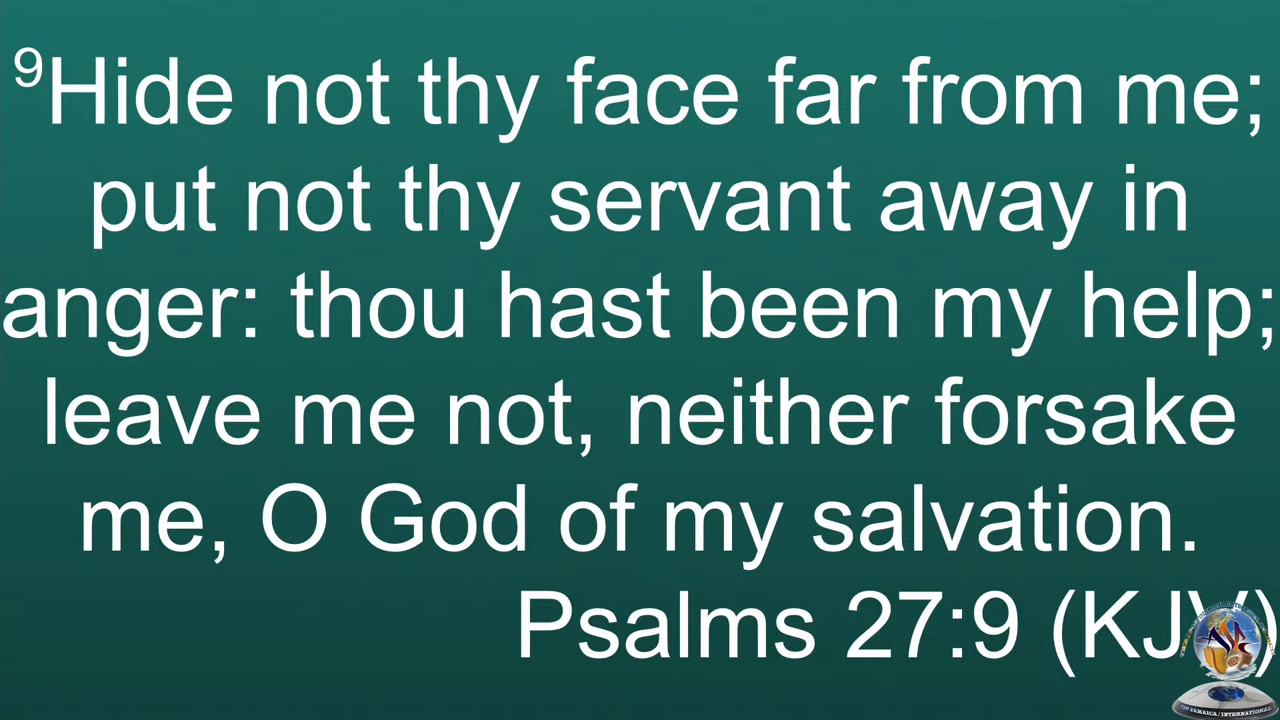 ⁹Hide not thy face far from me;
put not thy servant away in
anger: thou hast been my help;
leave me not, neither forsake
me, O God of my salvation.
Psalms 27:9 (KJV)